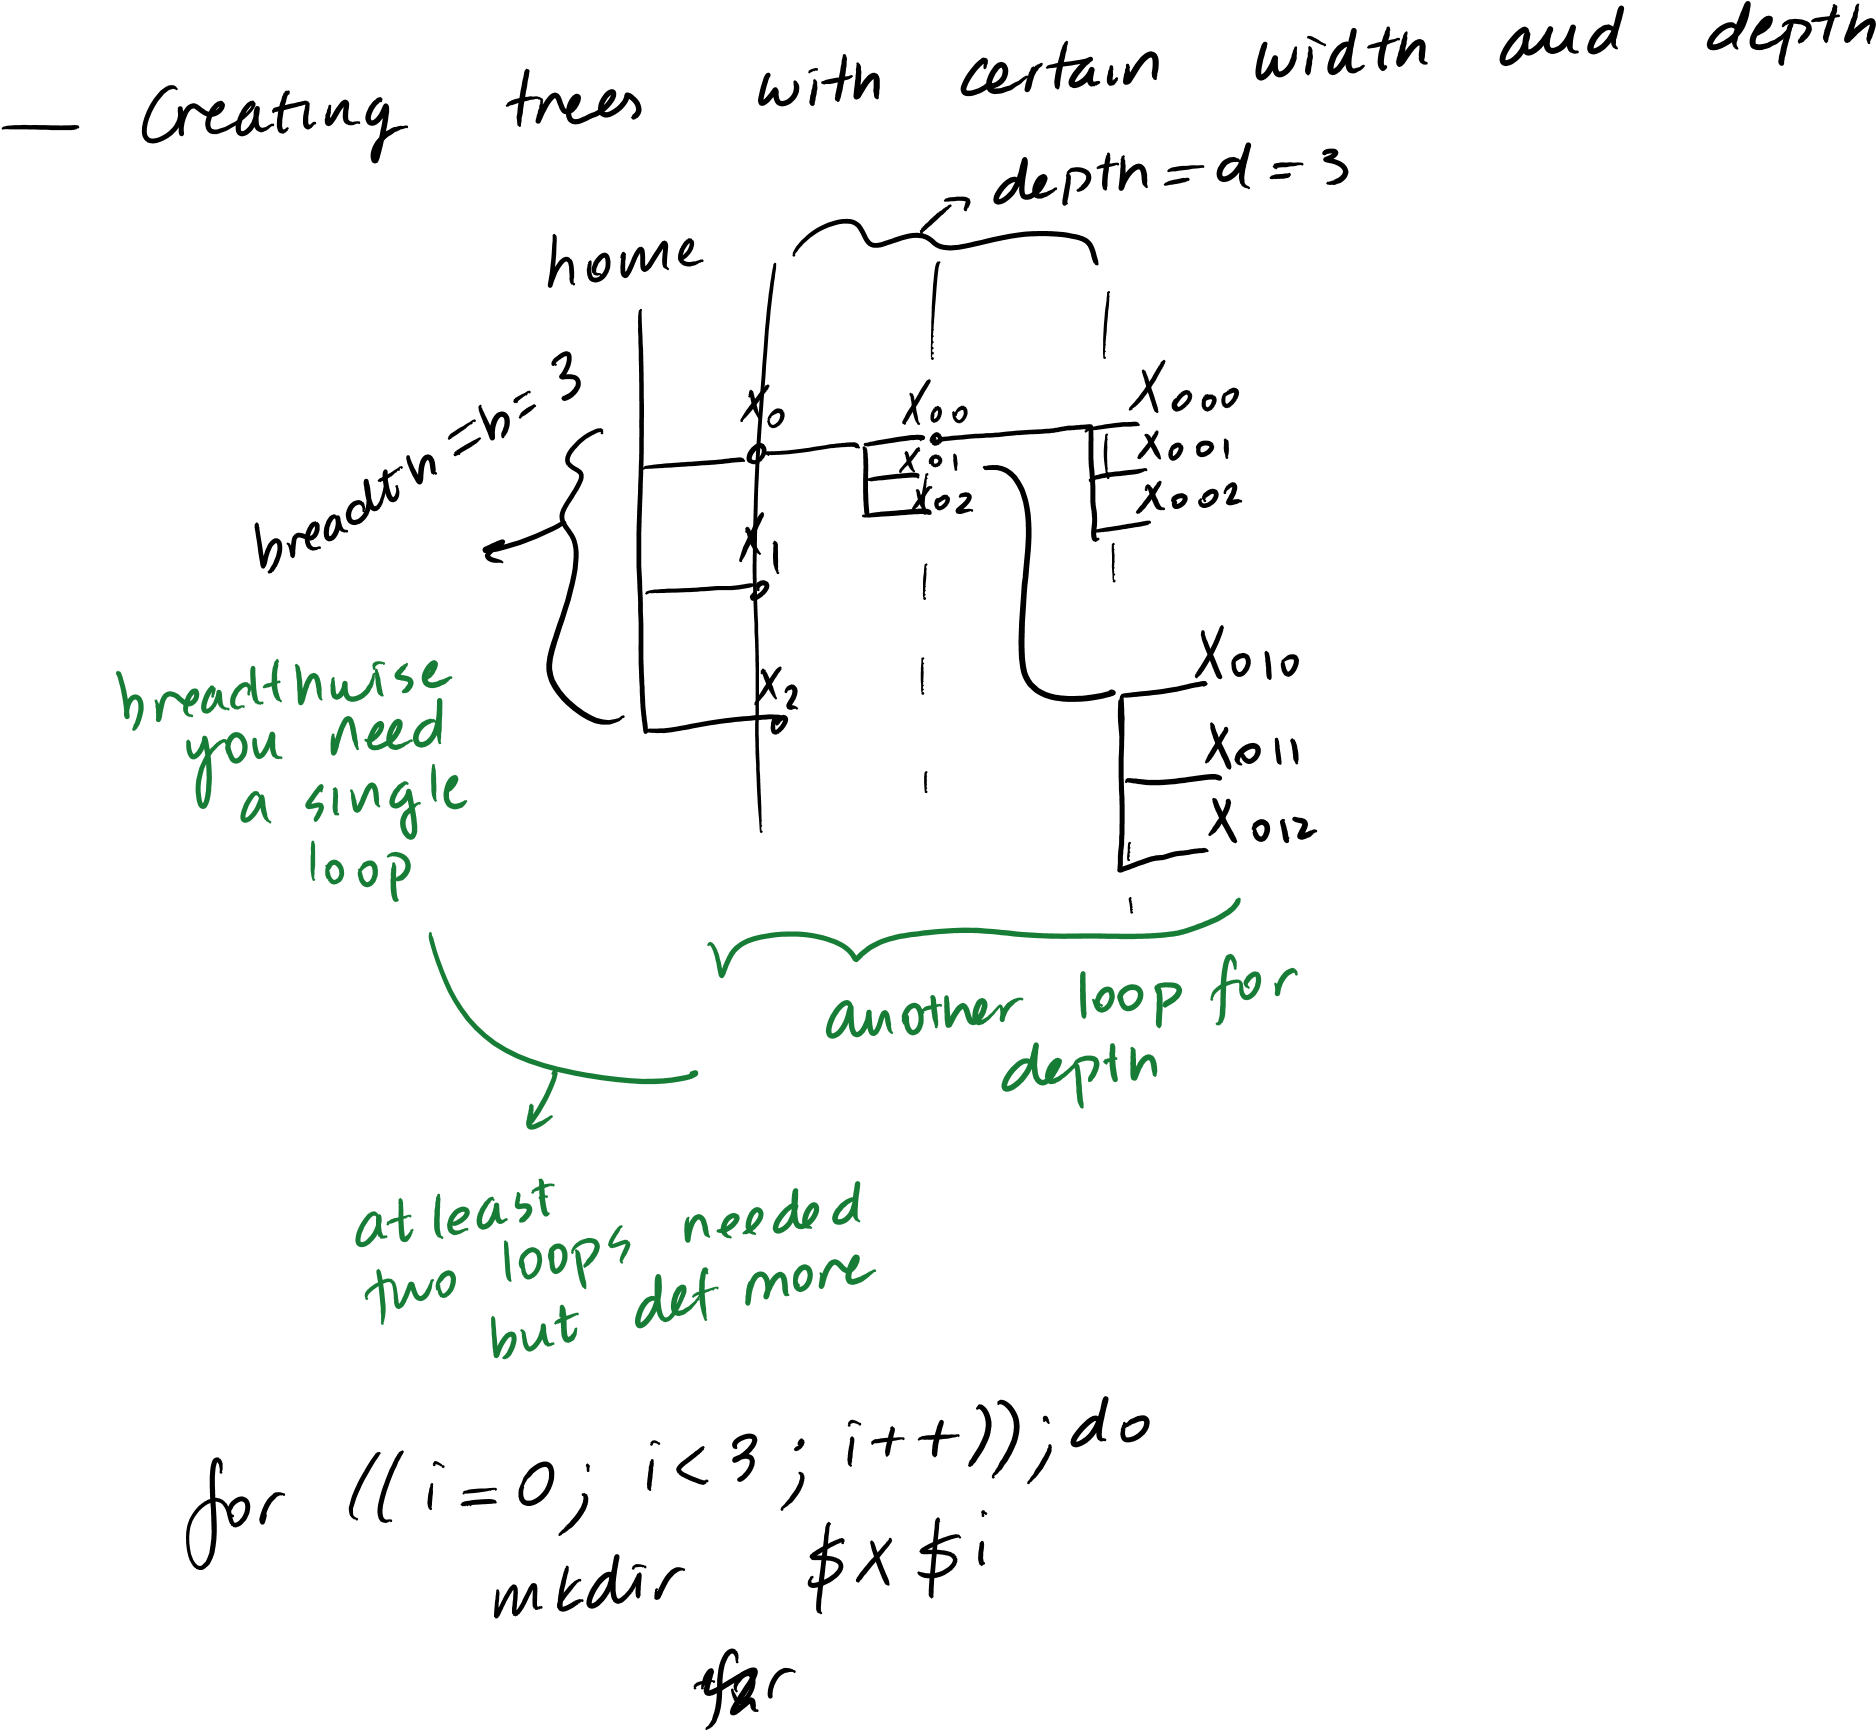 — Creating trees with certain width and depth
depth = d = 3
home
breadth = b = 3
X0 X00 X000
X01 X001
X02 X002
X1
X2
X010
X011
X012
breadthwise
you need
a single
loop
another loop for
depth
atleast
two loops needed
but def more
for ((i=0; i<3; i++)); do
mkdir $X$i
for